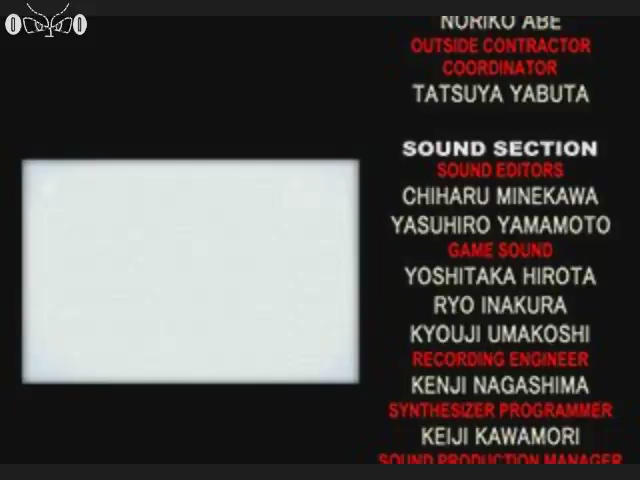 NORIKO ABE
OUTSIDE CONTRACTOR
COORDINATOR
TATSUYA YABUTA
SOUND SECTION
SOUND EDITORS
CHIHARU MINEKAWA
YASUHIRO YAMAMOTO
GAME SOUND
YOSHITAKA HIROTA
RYO INAKURA
KYOUJI UMAKOSHI
RECORDING ENGINEER
KENJI NAGASHIMA
SYNTHESIZER PROGRAMMER
KEIJI KAWAMORI
SOUND PRODUCTION MANAGER